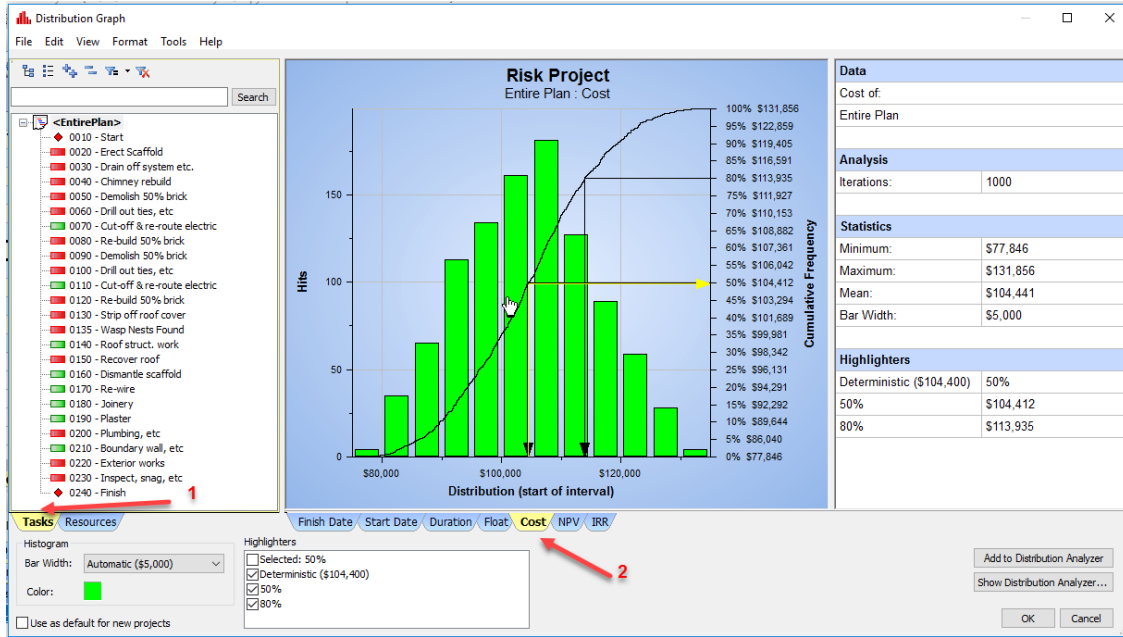 Distribution Graph
File Edit View Format Tools Help
Search
<EntirePlan>
0010 - Start
0020 - Erect Scaffold
0030 - Drain off system etc.
0040 - Chimney rebuild
0050 - Demolish 50% brick
0060 - Drill out ties, etc
0070 - Cut-off & re-route electric
0080 - Re-build 50% brick
0090 - Demolish 50% brick
0100 - Drill out ties, etc
0110 - Cut-off & re-route electric
0120 - Re-build 50% brick
0130 - Strip off roof cover
0135 - Wasp Nests Found
0140 - Roof struct. work
0150 - Recover roof
0160 - Dismantle scaffold
0170 - Re-wire
0180 - Joinery
0190 - Plaster
0200 - Plumbing, etc
0210 - Boundary wall, etc
0220 - Exterior works
0230 - Inspect, snag, etc
0240 - Finish
1
Tasks Resources
Risk Project
Entire Plan : Cost
Hits
150
100
50
0
$80,000 $100,000 $120,000
Distribution (start of interval)
100% $131,856
95% $122,859
90% $119,405
85% $116,591
80% $113,935
75% $111,927
70% $110,153
65% $108,882
60% $107,361
55% $106,042
50% $104,412
45% $103,294
40% $101,689
35% $99,981
30% $98,342
25% $96,131
20% $94,291
15% $92,292
10% $89,644
5% $86,040
0% $77,846
Cumulative Frequency
Finish Date Start Date Duration Float Cost NPV IRR
2
Data
Cost of:
Entire Plan
Analysis
Iterations: 1000
Statistics
Minimum: $77,846
Maximum: $131,856
Mean: $104,441
Bar Width: $5,000
Highlighters
Deterministic ($104,400) 50%
50% $104,412
80% $113,935
Histogram
Bar Width: Automatic ($5,000)
Color:
Use as default for new projects
Highlighters
Selected: 50%
Deterministic ($104,400)
50%
80%
Add to Distribution Analyzer
Show Distribution Analyzer...
OK Cancel